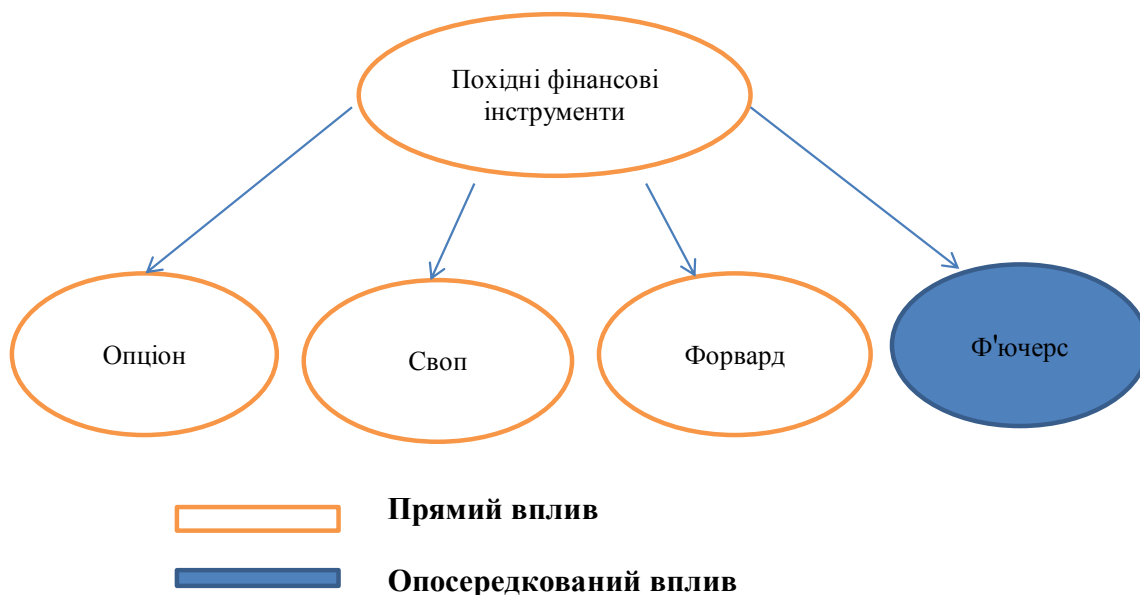 Похідні фінансові
інструменти
Опціон
Своп
Форвард
Ф'ючерс
Прямий вплив
Опосередкований вплив